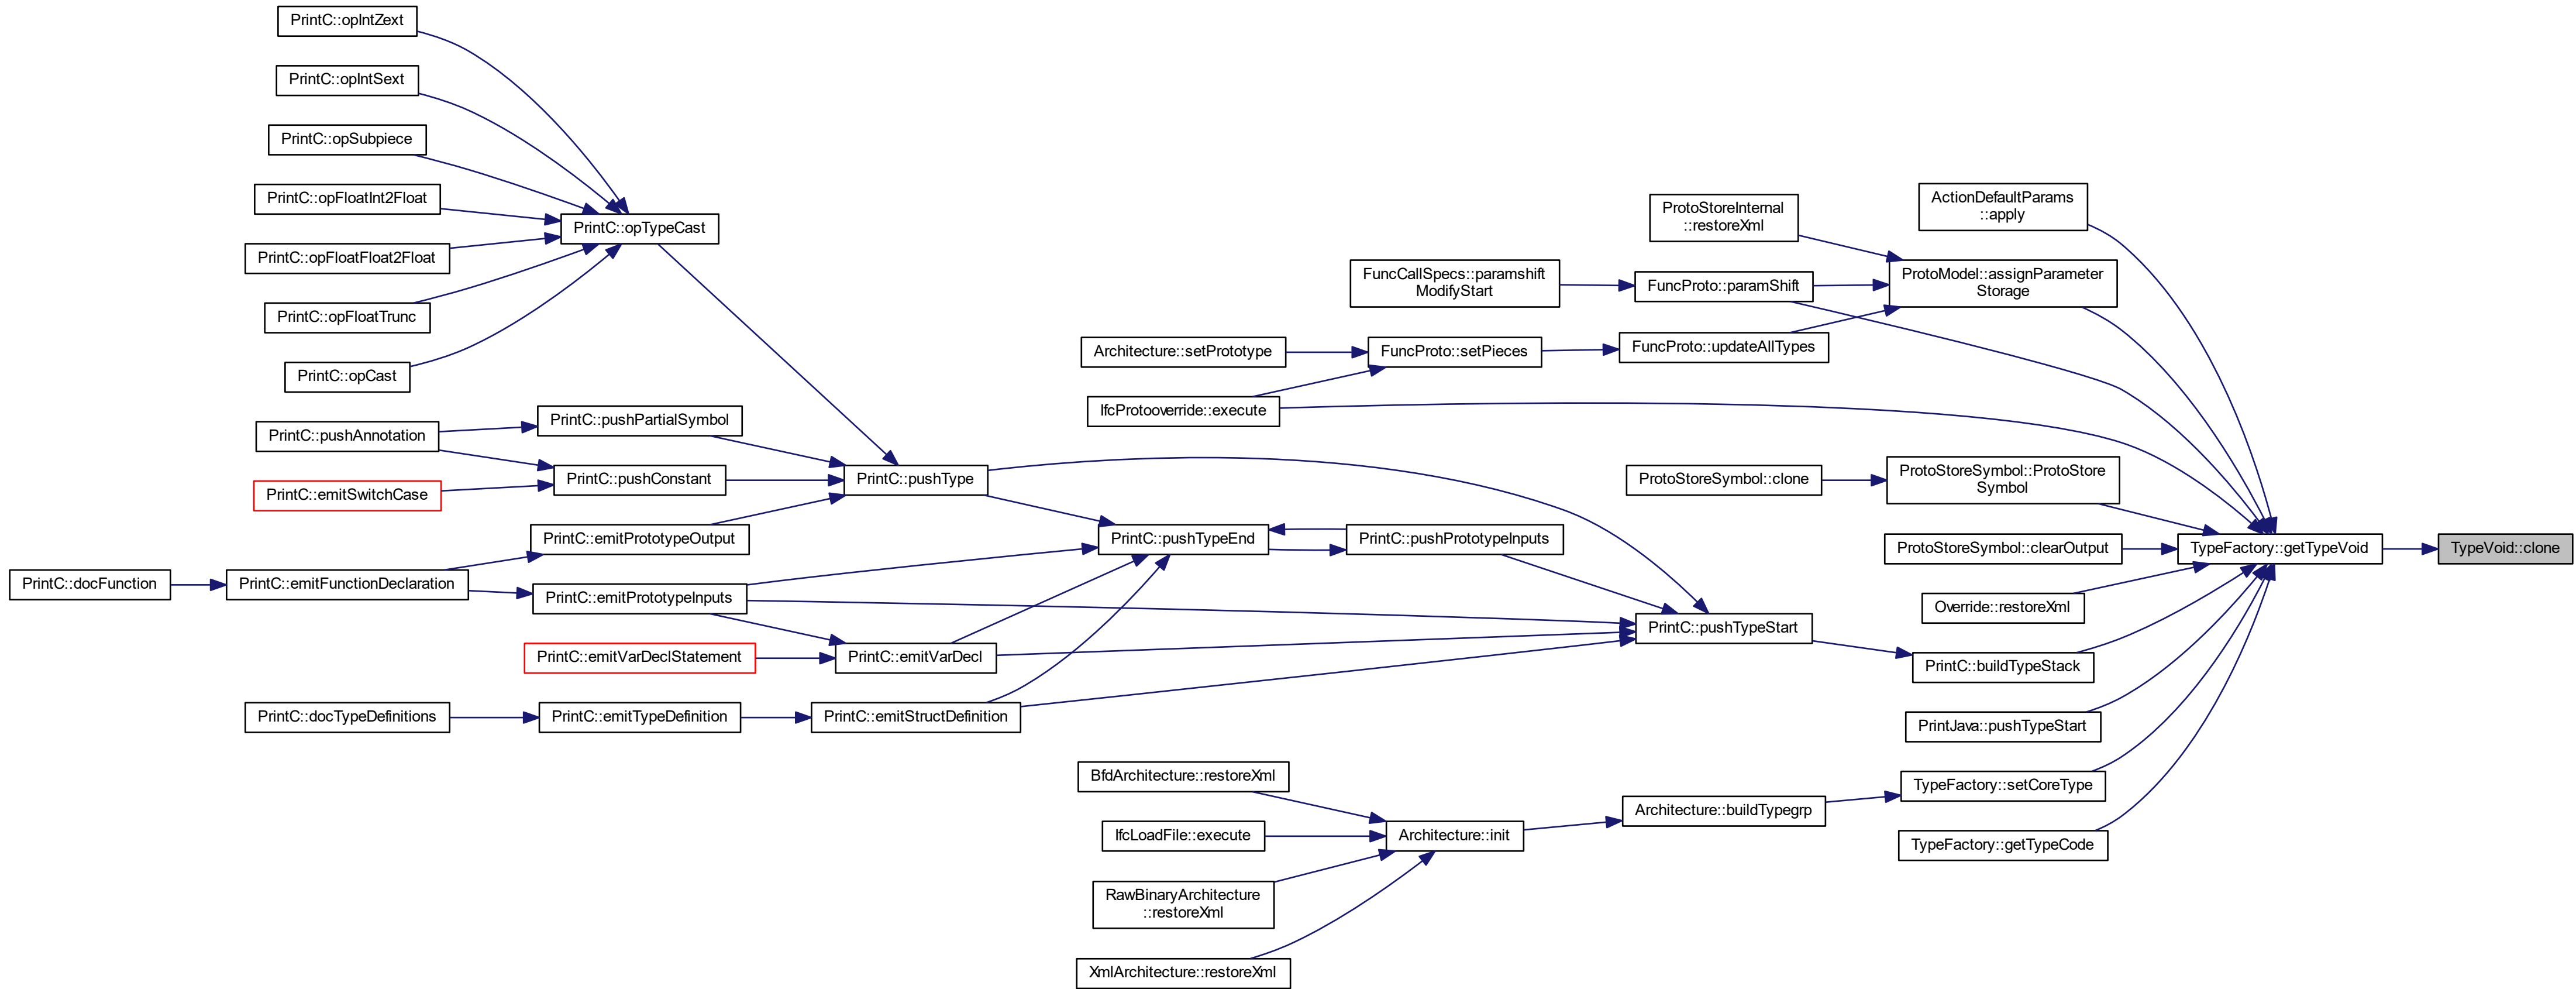 PrintC::opIntZext
PrintC::opIntSext
PrintC::opSubpiece
PrintC::opFloatInt2Float
PrintC::opTypeCast
PrintC::opFloatFloat2Float
PrintC::opFloatTrunc
PrintC::opCast
PrintC::pushPartialSymbol
PrintC::pushAnnotation
PrintC::pushConstant
PrintC::pushType
PrintC::emitSwitchCase
PrintC::emitPrototypeOutput
PrintC::pushTypeEnd
PrintC::pushPrototypeInputs
PrintC::docFunction
PrintC::emitFunctionDeclaration
PrintC::emitPrototypeInputs
PrintC::pushTypeStart
PrintC::emitVarDeclStatement
PrintC::emitVarDecl
PrintC::docTypeDefinitions
PrintC::emitTypeDefinition
PrintC::emitStructDefinition
ProtoStoreInternal
::restoreXml
ActionDefaultParams
::apply
FuncCallSpecs::paramshift
ModifyStart
FuncProto::paramShift
ProtoModel::assignParameter
Storage
Architecture::setPrototype
FuncProto::setPieces
FuncProto::updateAllTypes
IfcProtooverride::execute
ProtoStoreSymbol::clone
ProtoStoreSymbol::ProtoStore
Symbol
ProtoStoreSymbol::clearOutput
TypeFactory::getTypeVoid
TypeVoid::clone
Override::restoreXml
PrintC::buildTypeStack
PrintJava::pushTypeStart
BfdArchitecture::restoreXml
TypeFactory::setCoreType
Architecture::buildTypegrp
IfcLoadFile::execute
Architecture::init
TypeFactory::getTypeCode
RawBinaryArchitecture
::restoreXml
XmlArchitecture::restoreXml